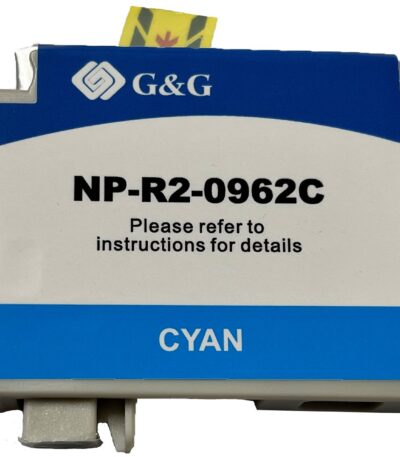 G&G
NP-R2-0962C
Please refer to
instructions for details
CYAN